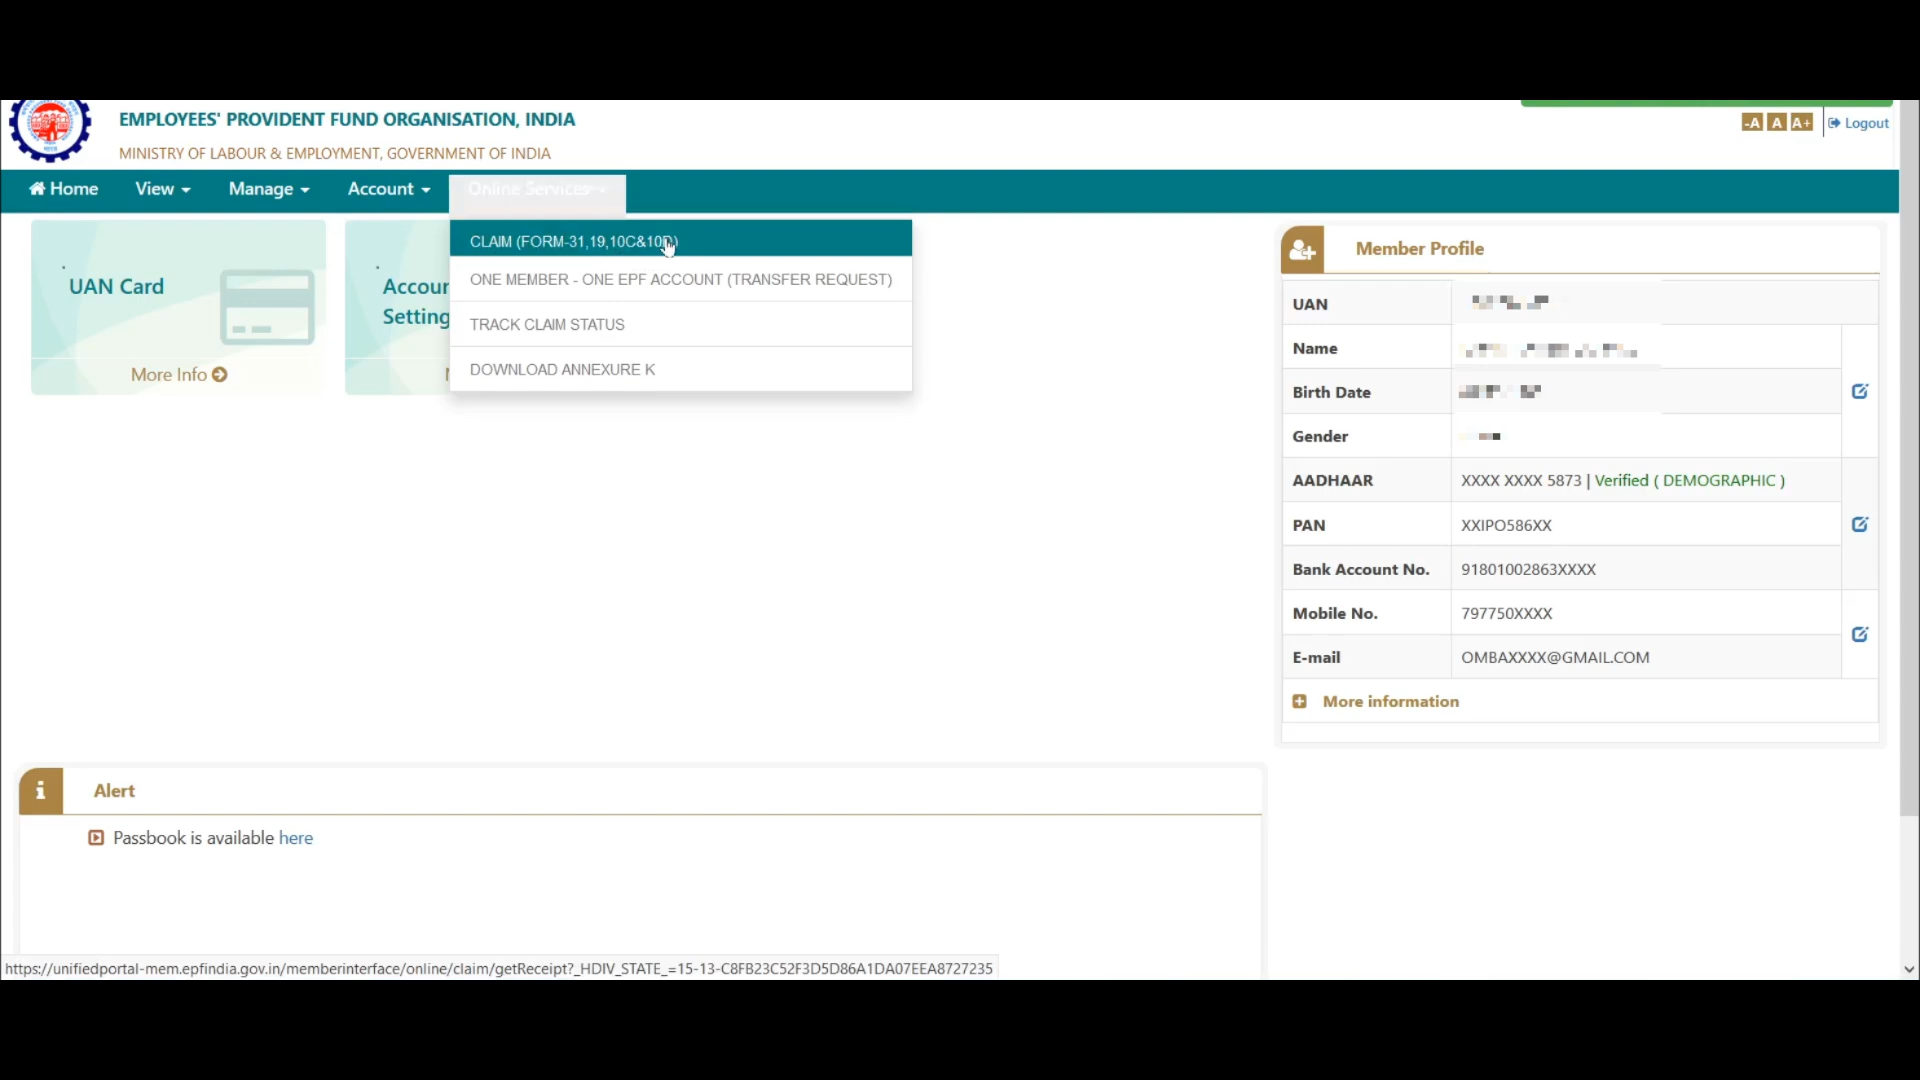 EMPLOYEES' PROVIDENT FUND ORGANISATION, INDIA
MINISTRY OF LABOUR & EMPLOYMENT, GOVERNMENT OF INDIA
-A A A+ Logout
Home View Manage Account Online Services
CLAIM (FORM-31,19,10C&10D)
ONE MEMBER - ONE EPF ACCOUNT (TRANSFER REQUEST)
TRACK CLAIM STATUS
DOWNLOAD ANNEXURE K
UAN Card
More Info
Accoun
Setting
Member Profile
UAN
Name
Birth Date
Gender
AADHAAR XXXX XXXX 5873 | Verified ( DEMOGRAPHIC )
PAN XXIPO586XX
Bank Account No. 91801002863XXXX
Mobile No. 797750XXXX
E-mail OMBAXXXX@GMAIL.COM
More information
Alert
Passbook is available here
https://unifiedportal-mem.epfindia.gov.in/memberinterface/online/claim/getReceipt?_HDIV_STATE_=15-13-C8FB23C52F3D5D86A1DA07EEA8727235